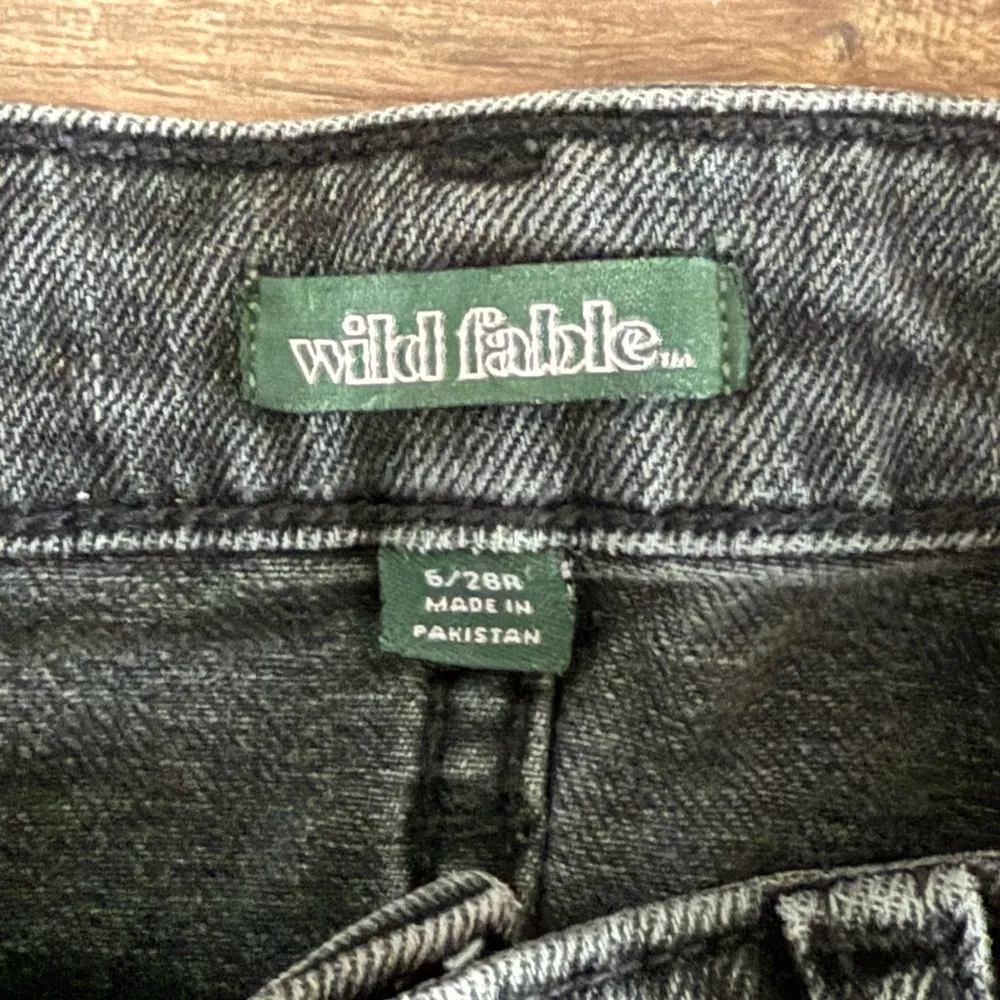 wild fable™
6/28R
MADE IN
PAKISTAN